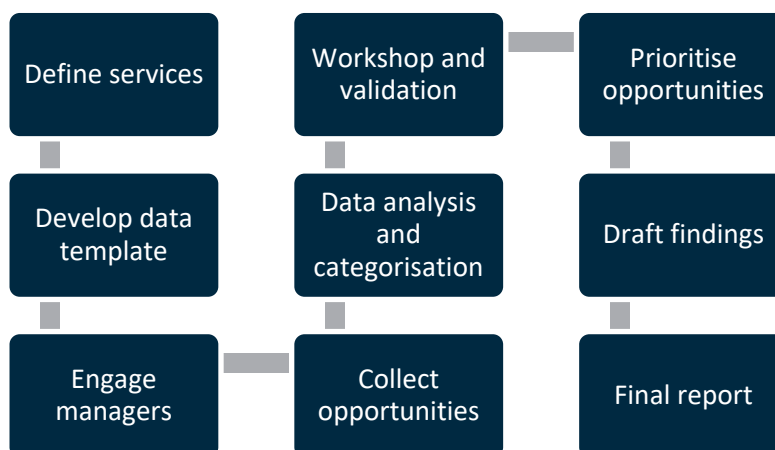 Define services
Develop data
template
Engage
managers
Collect
opportunities
Data analysis
and
categorisation
Workshop and
validation
Prioritise
opportunities
Draft findings
Final report